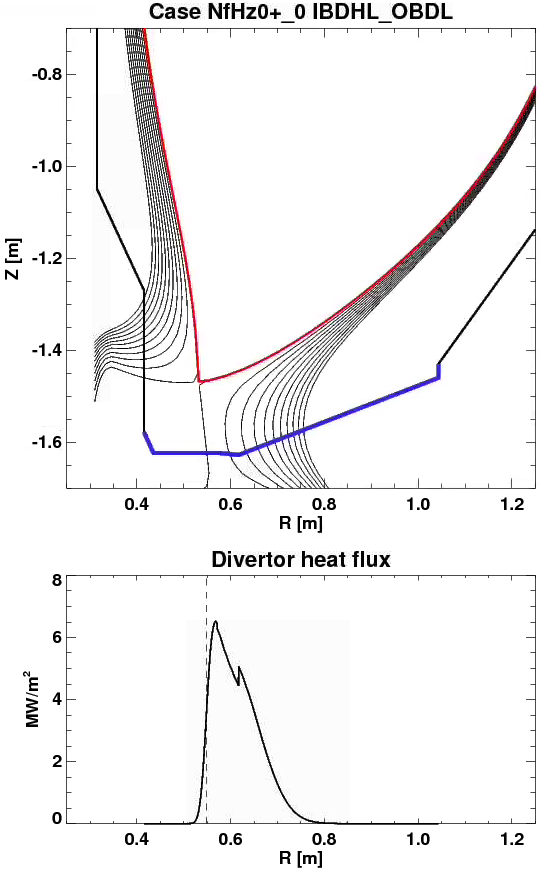 Case NfHz0+_0 IBDHL_OBDL
-0.8
-1.0
-1.2
-1.4
-1.6
Z [m]
0.4 0.6 0.8 1.0 1.2
R [m]
Divertor heat flux
8
6
4
2
0
MW/m²
0.4 0.6 0.8 1.0 1.2
R [m]